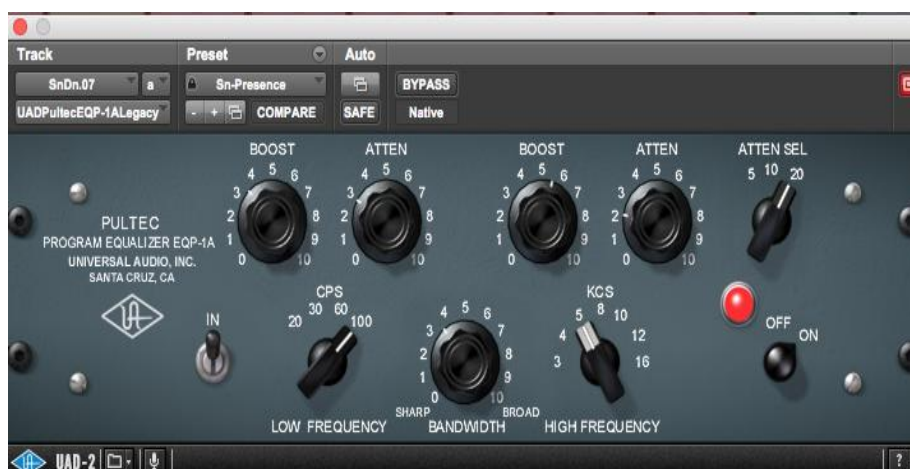 Track Preset Auto
SnDn.07 a Sn-Presence BYPASS
UADPultecEQP-1ALegacy - + COMPARE SAFE Native
BOOST ATTEN BOOST ATTEN ATTEN SEL
0 1 2 3 4 5 6 7 8 9 10
0 1 2 3 4 5 6 7 8 9 10
0 1 2 3 4 5 6 7 8 9 10
0 1 2 3 4 5 6 7 8 9 10
5 10 20
PULTEC
PROGRAM EQUALIZER EQP-1A
UNIVERSAL AUDIO, INC.
SANTA CRUZ, CA
UA
IN
CPS
20 30 60 100
0 1 2 3 4 5 6 7 8 9 10
SHARP BROAD
KCS
3 4 5 8 10 12 16
OFF ON
LOW FREQUENCY BANDWIDTH HIGH FREQUENCY
UA UAD-2 ?